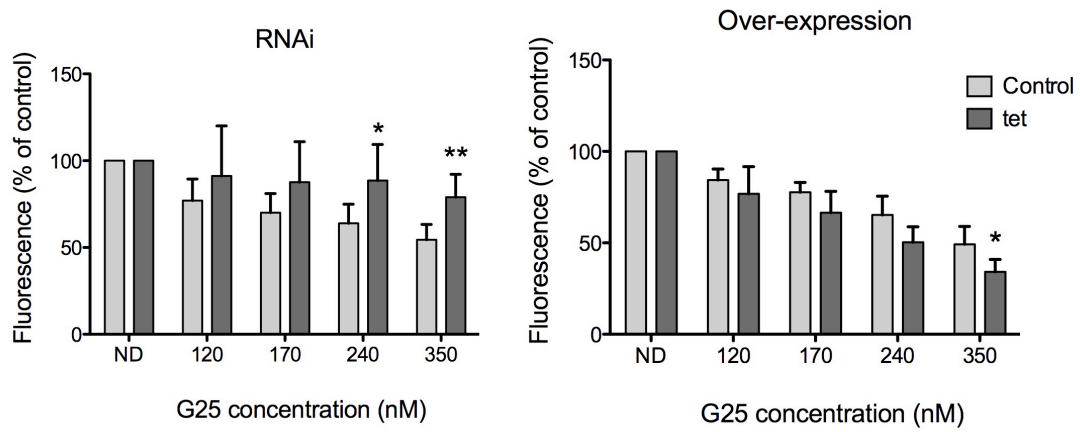 RNAi
Fluorescence (% of control)
150
100
50
0
*
**
ND 120 170 240 350
G25 concentration (nM)
Over-expression
Fluorescence (% of control)
150
100
50
0
Control
tet
*
ND 120 170 240 350
G25 concentration (nM)